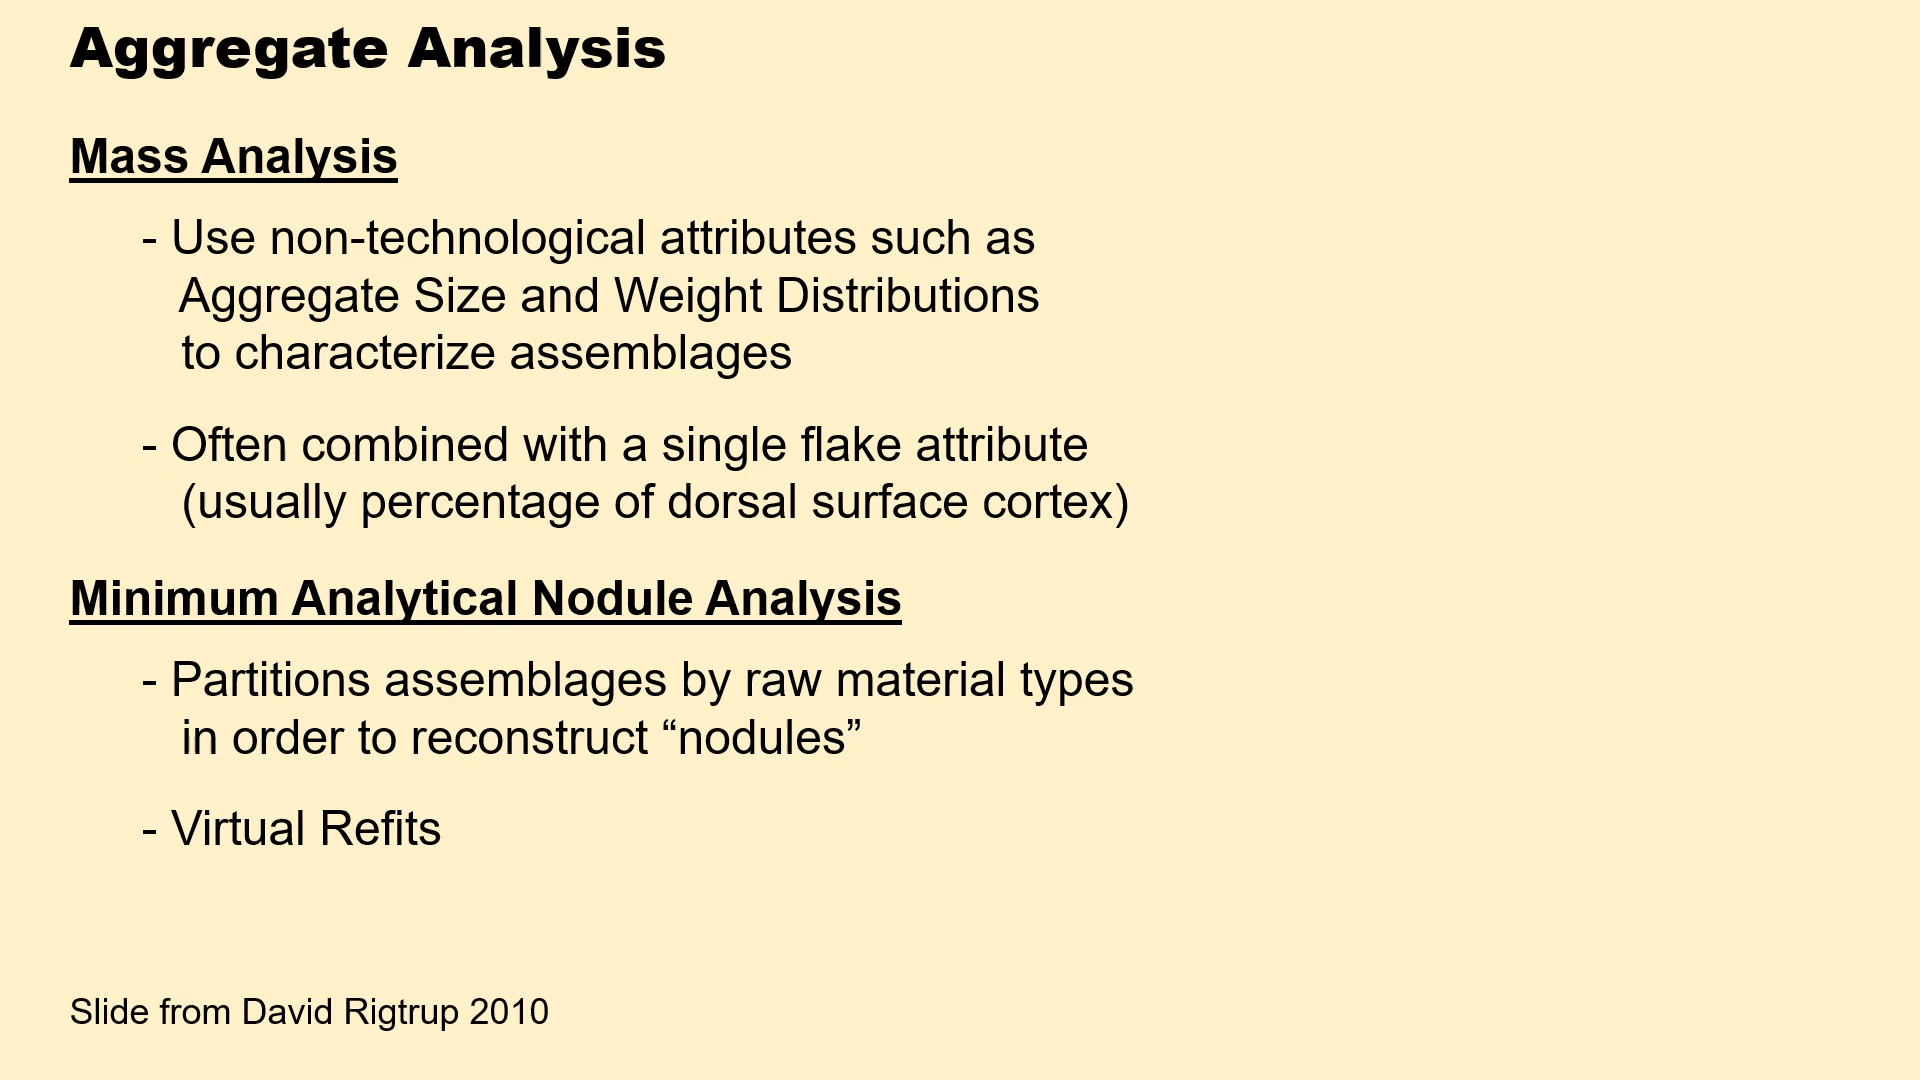 Aggregate Analysis
Mass Analysis
- Use non-technological attributes such as
Aggregate Size and Weight Distributions
to characterize assemblages
- Often combined with a single flake attribute
(usually percentage of dorsal surface cortex)
Minimum Analytical Nodule Analysis
- Partitions assemblages by raw material types
in order to reconstruct “nodules”
- Virtual Refits
Slide from David Rigtrup 2010